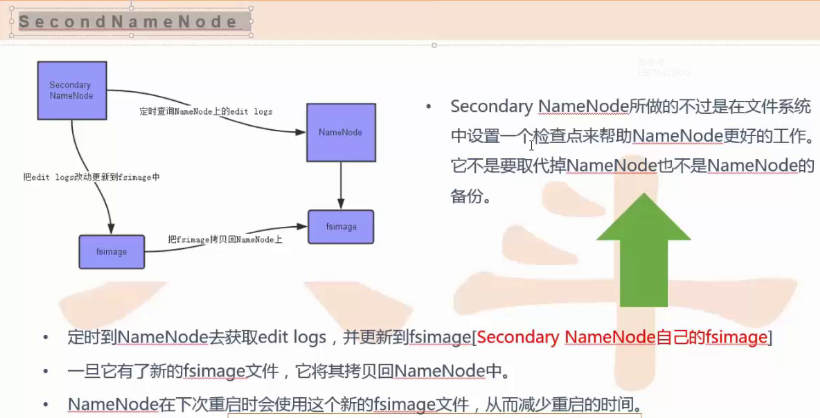 SecondNameNode
Secondary
NameNode
定时查询NameNode上的edit logs
NameNode
把edit logs改动更新到fsimage中
fsimage
把fsimage拷贝回NameNode上
fsimage
• Secondary NameNode所做的不过是在文件系统
中设置一个检查点来帮助NameNode更好的工作。
它不是要取代掉NameNode也不是NameNode的
备份。
• 定时到NameNode去获取edit logs，并更新到fsimage[Secondary NameNode自己的fsimage]
• 一旦它有了新的fsimage文件，它将其拷贝回NameNode中。
• NameNode在下次重启时会使用这个新的fsimage文件，从而减少重启的时间。